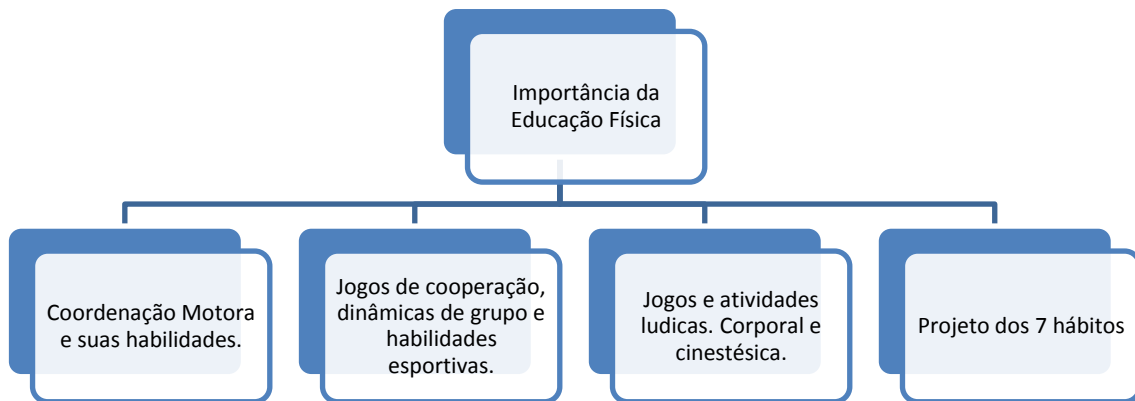 Importância da
Educação Física
Coordenação Motora
e suas habilidades.
Jogos de cooperação,
dinâmicas de grupo e
habilidades
esportivas.
Jogos e atividades
ludicas. Corporal e
cinestésica.
Projeto dos 7 hábitos